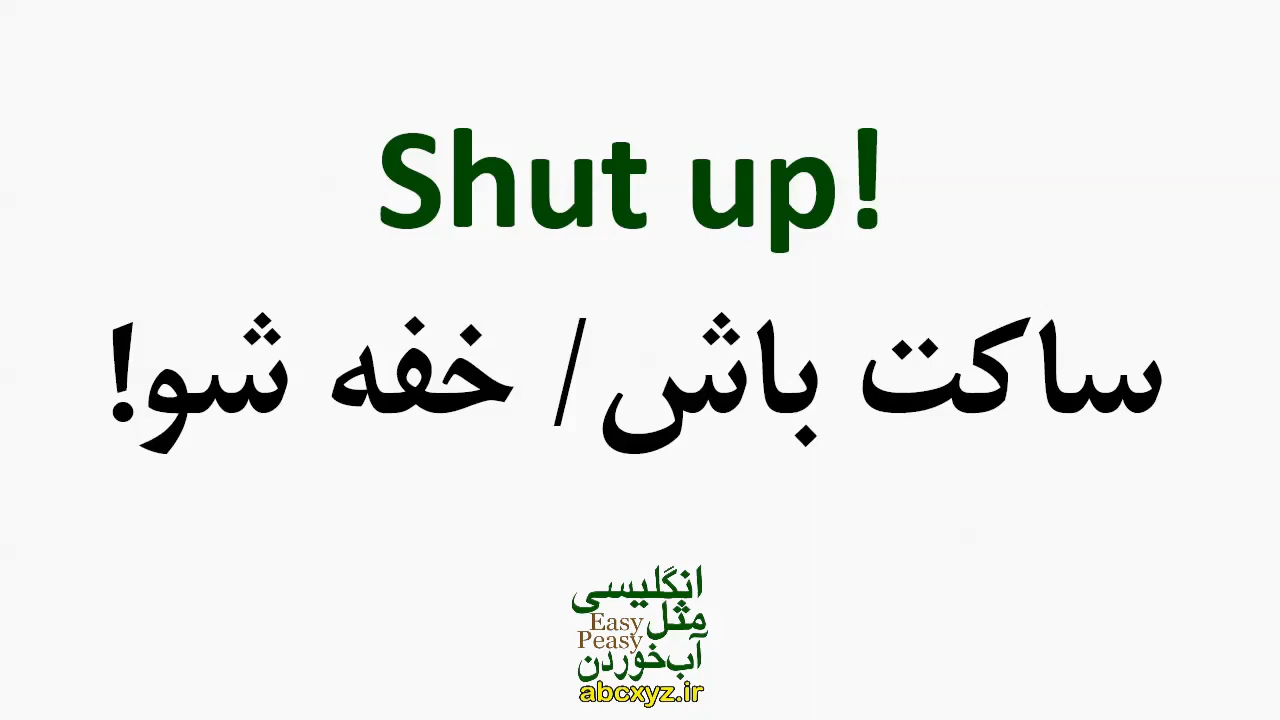 Shut up!
ساکت باش/ خفه شو!
انگلیسی
مثل Easy
Peasy
آب‌خوردن
abcxyz.ir